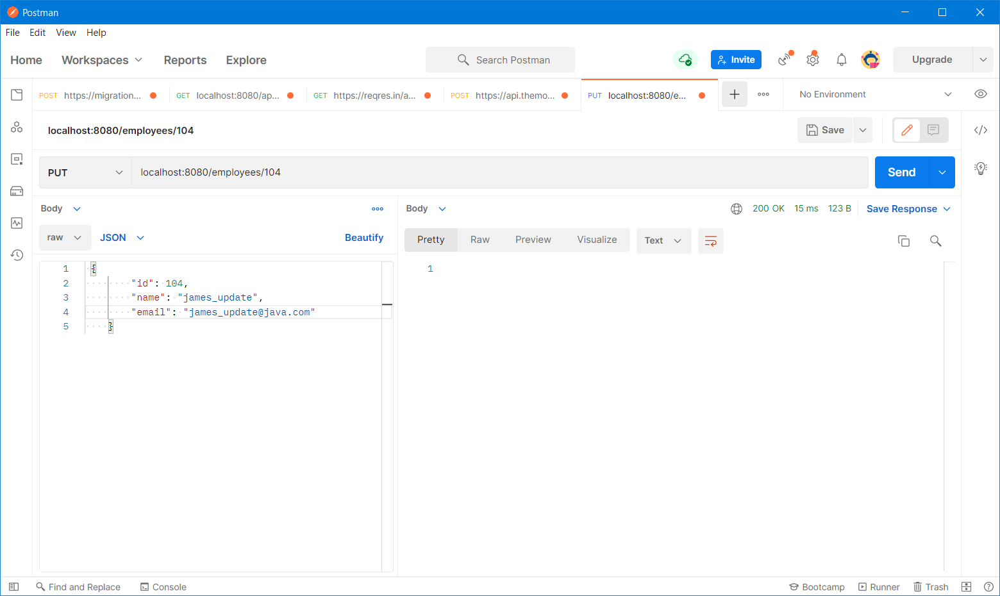 Postman
File Edit View Help
Home Workspaces Reports Explore Search Postman Invite Upgrade
POST https://migration... GET localhost:8080/ap... GET https://reqres.in/a... POST https://api.themo... PUT localhost:8080/e... No Environment
localhost:8080/employees/104 Save
PUT localhost:8080/employees/104 Send
Body Body 200 OK 15 ms 123 B Save Response
raw JSON Beautify Pretty Raw Preview Visualize Text
1 { 1
2 "id": 104,
3 "name": "james_update",
4 "email": "james_update@java.com"
5 }
Find and Replace Console Bootcamp Runner Trash